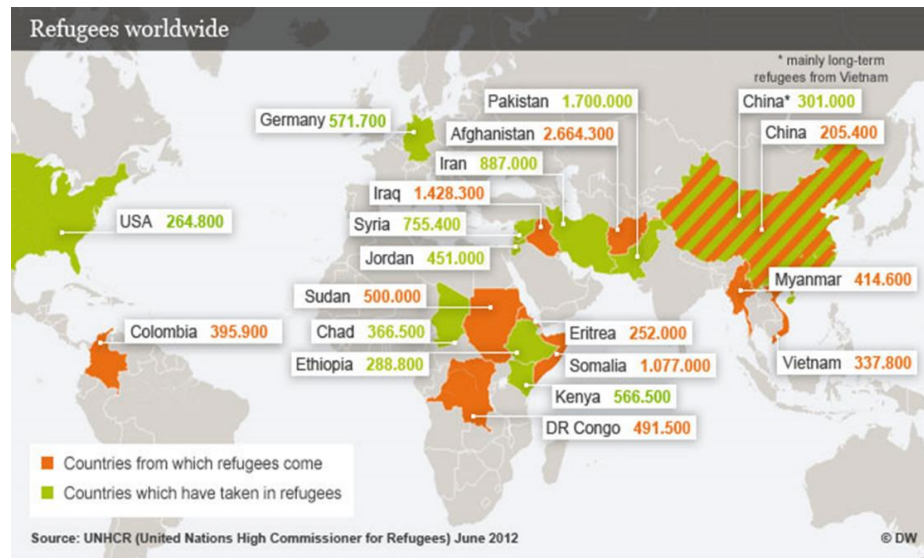 Refugees worldwide
* mainly long-term
refugees from Vietnam
Pakistan 1.700.000
China* 301.000
Germany 571.700
Afghanistan 2.664.300
China 205.400
Iran 887.000
Iraq 1.428.300
USA 264.800
Syria 755.400
Jordan 451.000
Myanmar 414.600
Sudan 500.000
Colombia 395.900
Chad 366.500
Eritrea 252.000
Ethiopia 288.800
Somalia 1.077.000
Vietnam 337.800
Kenya 566.500
DR Congo 491.500
Countries from which refugees come
Countries which have taken in refugees
Source: UNHCR (United Nations High Commissioner for Refugees) June 2012
© DW